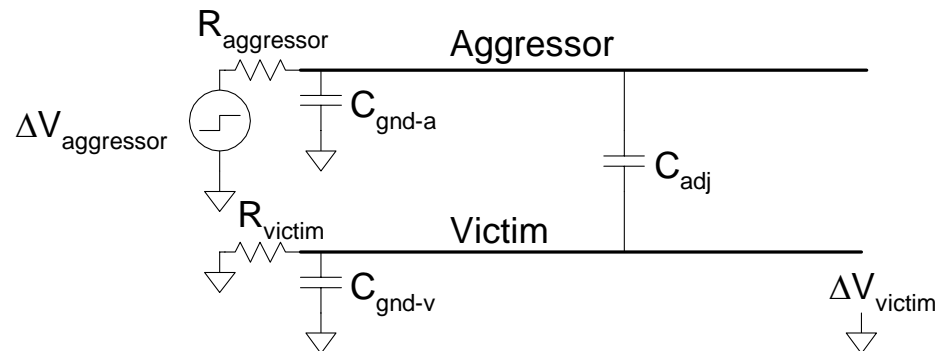 R_aggressor
Aggressor
C_gnd-a
ΔV_aggressor
C_adj
R_victim
Victim
C_gnd-v
ΔV_victim